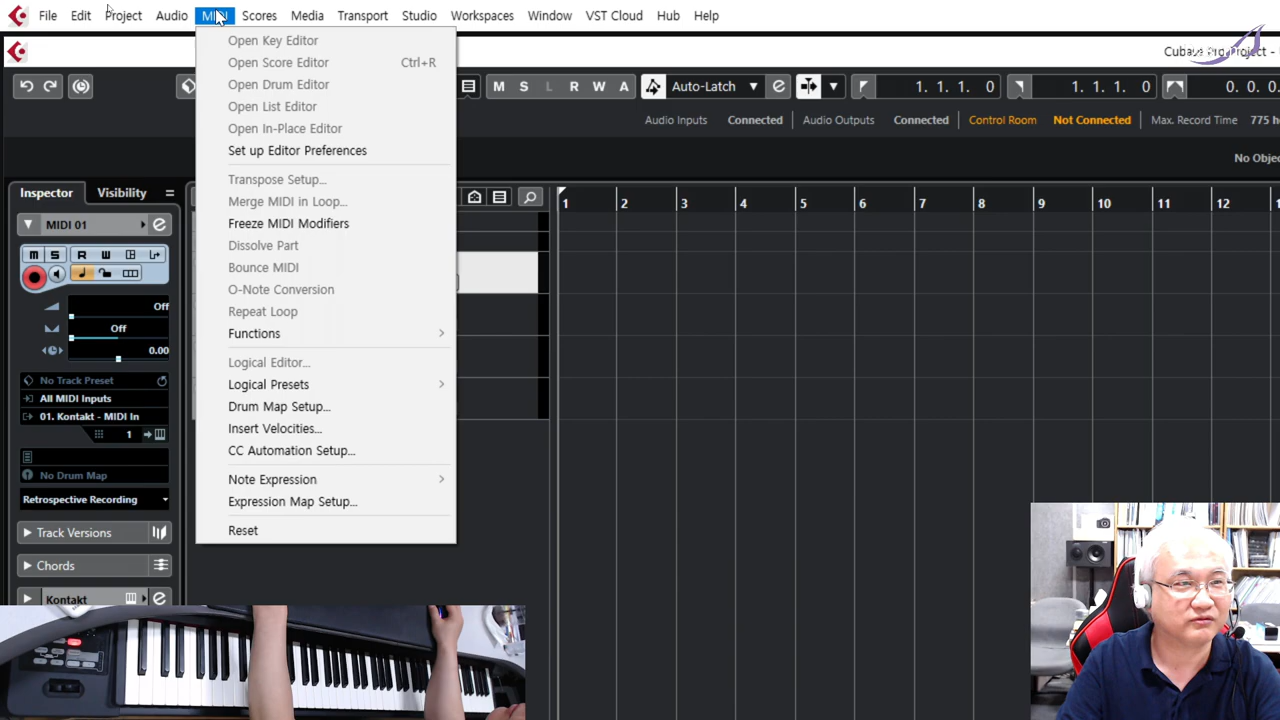 File Edit Project Audio MIDI Scores Media Transport Studio Workspaces Window VST Cloud Hub Help
Open Key Editor
Open Score Editor Ctrl+R
Open Drum Editor
Open List Editor
Open In-Place Editor
Set up Editor Preferences
Transpose Setup...
Merge MIDI in Loop...
Freeze MIDI Modifiers
Dissolve Part
Bounce MIDI
O-Note Conversion
Repeat Loop
Functions
Logical Editor...
Logical Presets
Drum Map Setup...
Insert Velocities...
CC Automation Setup...
Note Expression
Expression Map Setup...
Reset
Pro Project -
M S L R W A Auto-Latch 1. 1. 1. 0 1. 1. 1. 0 0. 0. 0.
Audio Inputs Connected Audio Outputs Connected Control Room Not Connected Max. Record Time 775
No
Inspector Visibility
1 2 3 4 5 6 7 8 9 10 11 12
MIDI 01
M S R W
Off
Off
0.00
No Track Preset
All MIDI Inputs
01. Kontakt - MIDI In
1
No Drum Map
Retrospective Recording
Track Versions
Chords
Kontakt